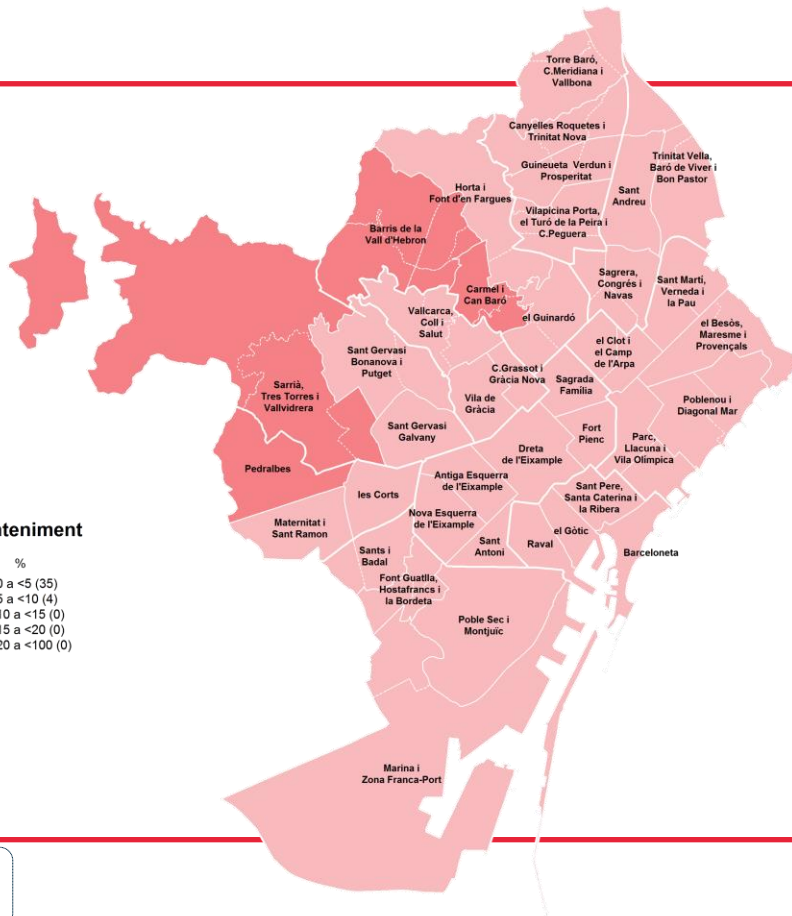 Torre Baró,
C.Meridiana i
Vallbona
Canyelles Roquetes i
Trinitat Nova
Guineueta Verdun i
Prosperitat
Trinitat Vella,
Baró de Viver i
Bon Pastor
Sant
Andreu
Horta i
Font d'en Fargues
Vilapicina Porta,
el Turó de la Peira i
C.Peguera
Barris de la
Vall d'Hebron
Carmel i
Can Baró
Sagrera,
Congrés i
Navas
Sant Martí,
Verneda i
la Pau
Vallcarca,
Coll i
Salut
el Guinardó
el Besòs,
Maresme i
Provençals
el Clot i
el Camp
de l'Arpa
Sant Gervasi
Bonanova i
Putget
C.Grassot i
Gràcia Nova
Sagrada
Família
Sarrià,
Tres Torres i
Vallvidrera
Vila de
Gràcia
Poblenou i
Diagonal Mar
Sant Gervasi
Galvany
Fort
Pienc
Parc,
Llacuna i
Vila Olímpica
Dreta
de l'Eixample
Pedralbes
Antiga Esquerra
de l'Eixample
les Corts
Sant Pere,
Santa Caterina i
la Ribera
Nova Esquerra
de l'Eixample
Maternitat i
Sant Ramon
el Gòtic
Sant
Antoni
Raval
Barceloneta
Sants i
Badal
Font Guatlla,
Hostafrancs i
la Bordeta
Poble Sec i
Montjuïc
Marina i
Zona Franca-Port
nteniment
%
0 a <5 (35)
5 a <10 (4)
10 a <15 (0)
15 a <20 (0)
20 a <100 (0)